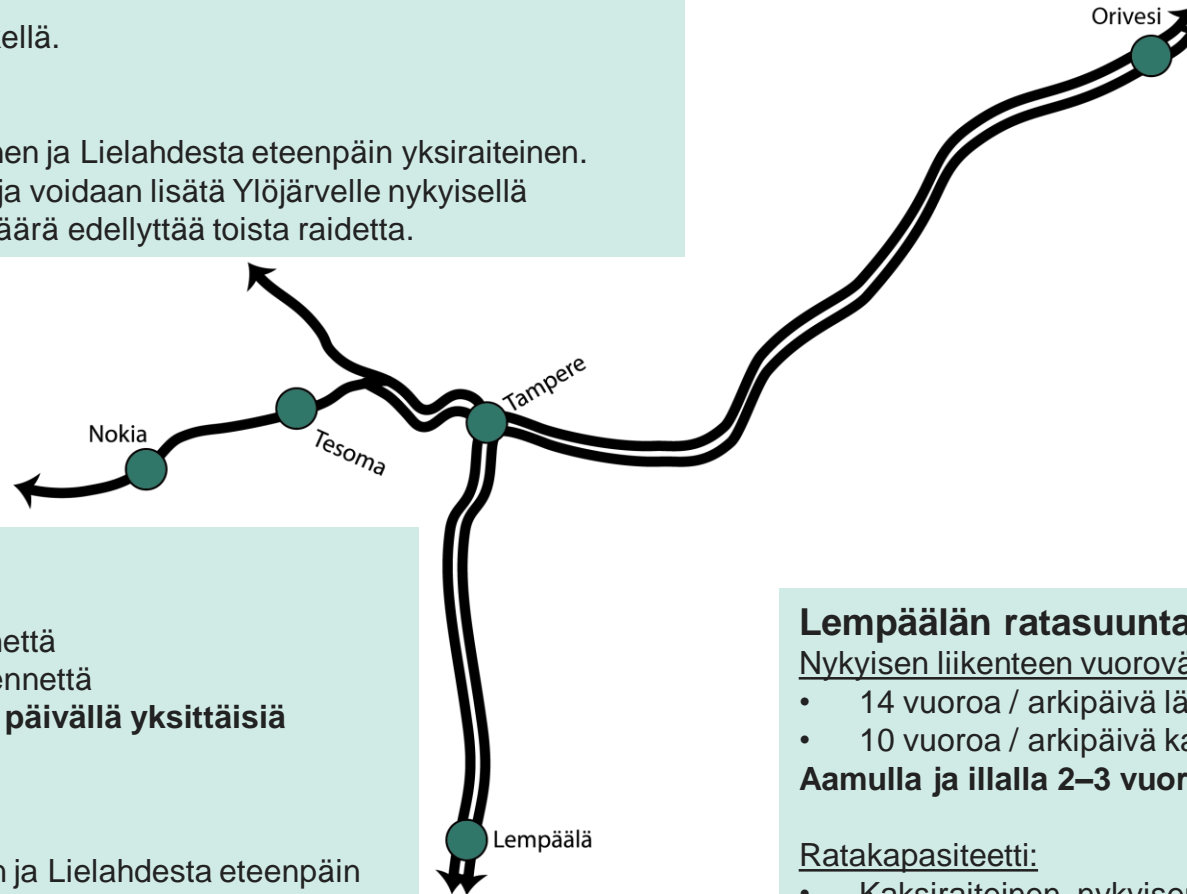 ellä.
nen ja Lielahdesta eteenpäin yksiraiteinen.
ja voidaan lisätä Ylöjärvelle nykyisellä
äärä edellyttää toista raidetta.
Orivesi
Tampere
Tesoma
Nokia
Lempäälä
nettä
ennettä
päivällä yksittäisiä
n ja Lielahdesta eteenpäin
Lempäälän ratasuunta
Nykyisen liikenteen vuorovä
• 14 vuoroa / arkipäivä lä
• 10 vuoroa / arkipäivä ka
Aamulla ja illalla 2–3 vuor
Ratakapasiteetti:
• Kaksiraiteinen, nykyise